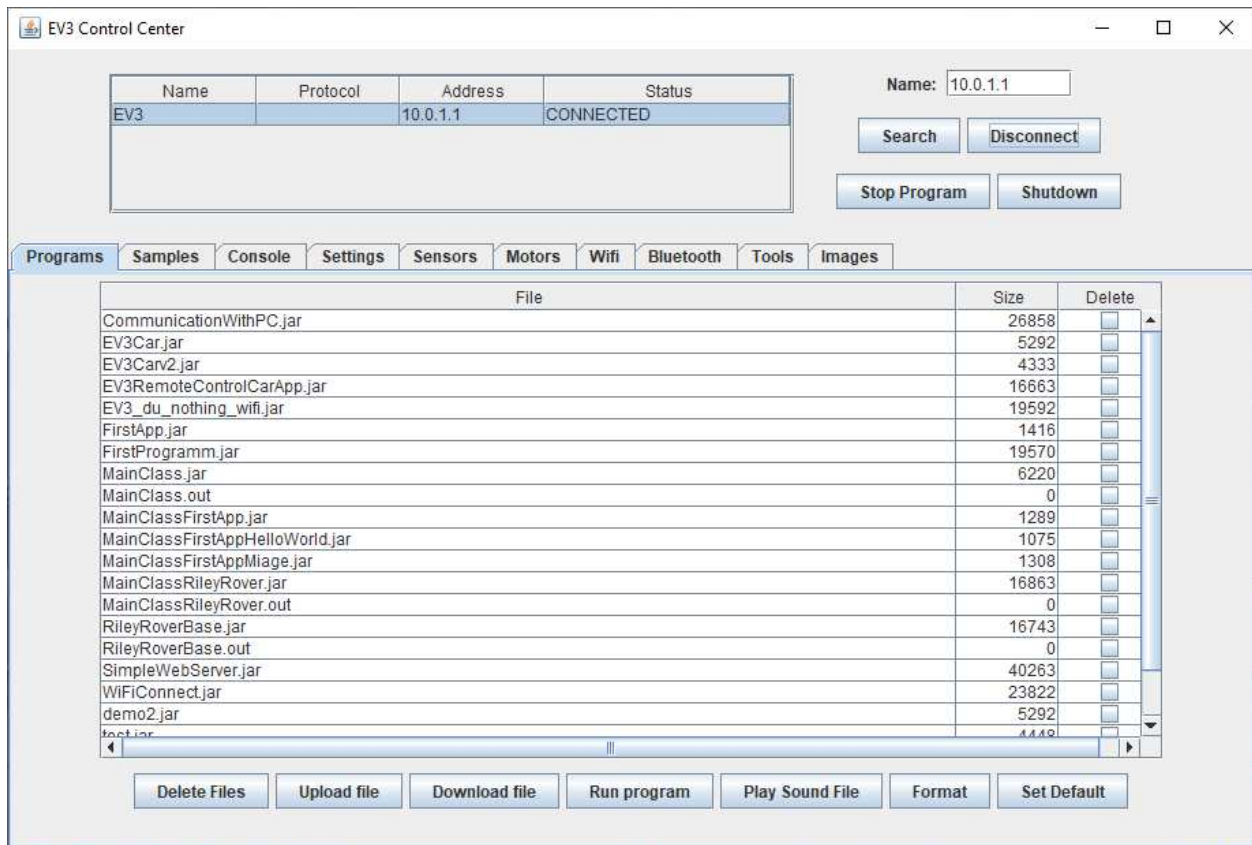 EV3 Control Center
Name Protocol Address Status
EV3 10.0.1.1 CONNECTED
Name: 10.0.1.1
Search Disconnect
Stop Program Shutdown
Programs Samples Console Settings Sensors Motors Wifi Bluetooth Tools Images
File Size Delete
CommunicationWithPC.jar 26858
EV3Car.jar 5292
EV3Carv2.jar 4333
EV3RemoteControlCarApp.jar 16663
EV3_du_nothing_wifi.jar 19592
FirstApp.jar 1416
FirstProgramm.jar 19570
MainClass.jar 6220
MainClass.out 0
MainClassFirstApp.jar 1289
MainClassFirstAppHelloWorld.jar 1075
MainClassFirstAppMiage.jar 1308
MainClassRileyRover.jar 16863
MainClassRileyRover.out 0
RileyRoverBase.jar 16743
RileyRoverBase.out 0
SimpleWebServer.jar 40263
WiFiConnect.jar 23822
demo2.jar 5292
test.jar 4448
Delete Files Upload file Download file Run program Play Sound File Format Set Default